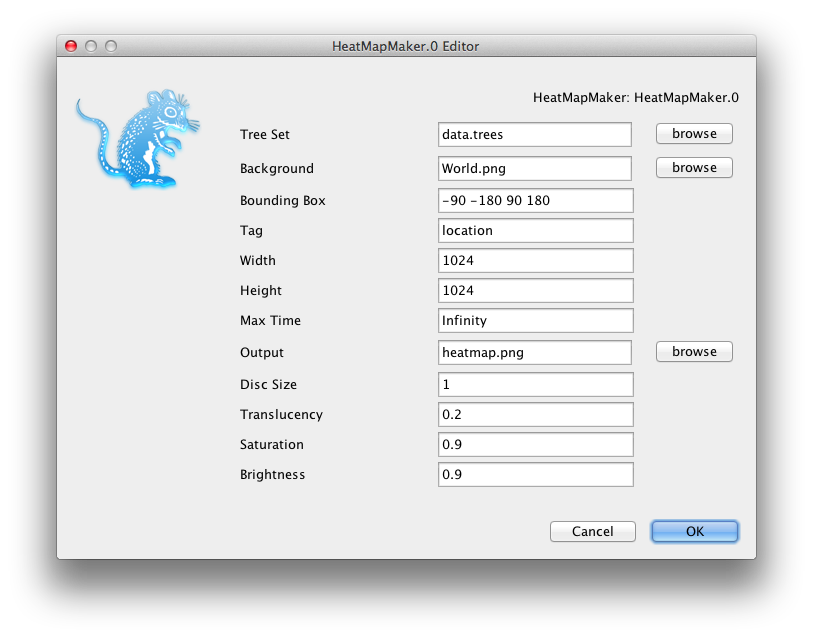 HeatMapMaker.0 Editor
HeatMapMaker: HeatMapMaker.0
Tree Set data.trees browse
Background World.png browse
Bounding Box -90 -180 90 180
Tag location
Width 1024
Height 1024
Max Time Infinity
Output heatmap.png browse
Disc Size 1
Translucency 0.2
Saturation 0.9
Brightness 0.9
Cancel OK